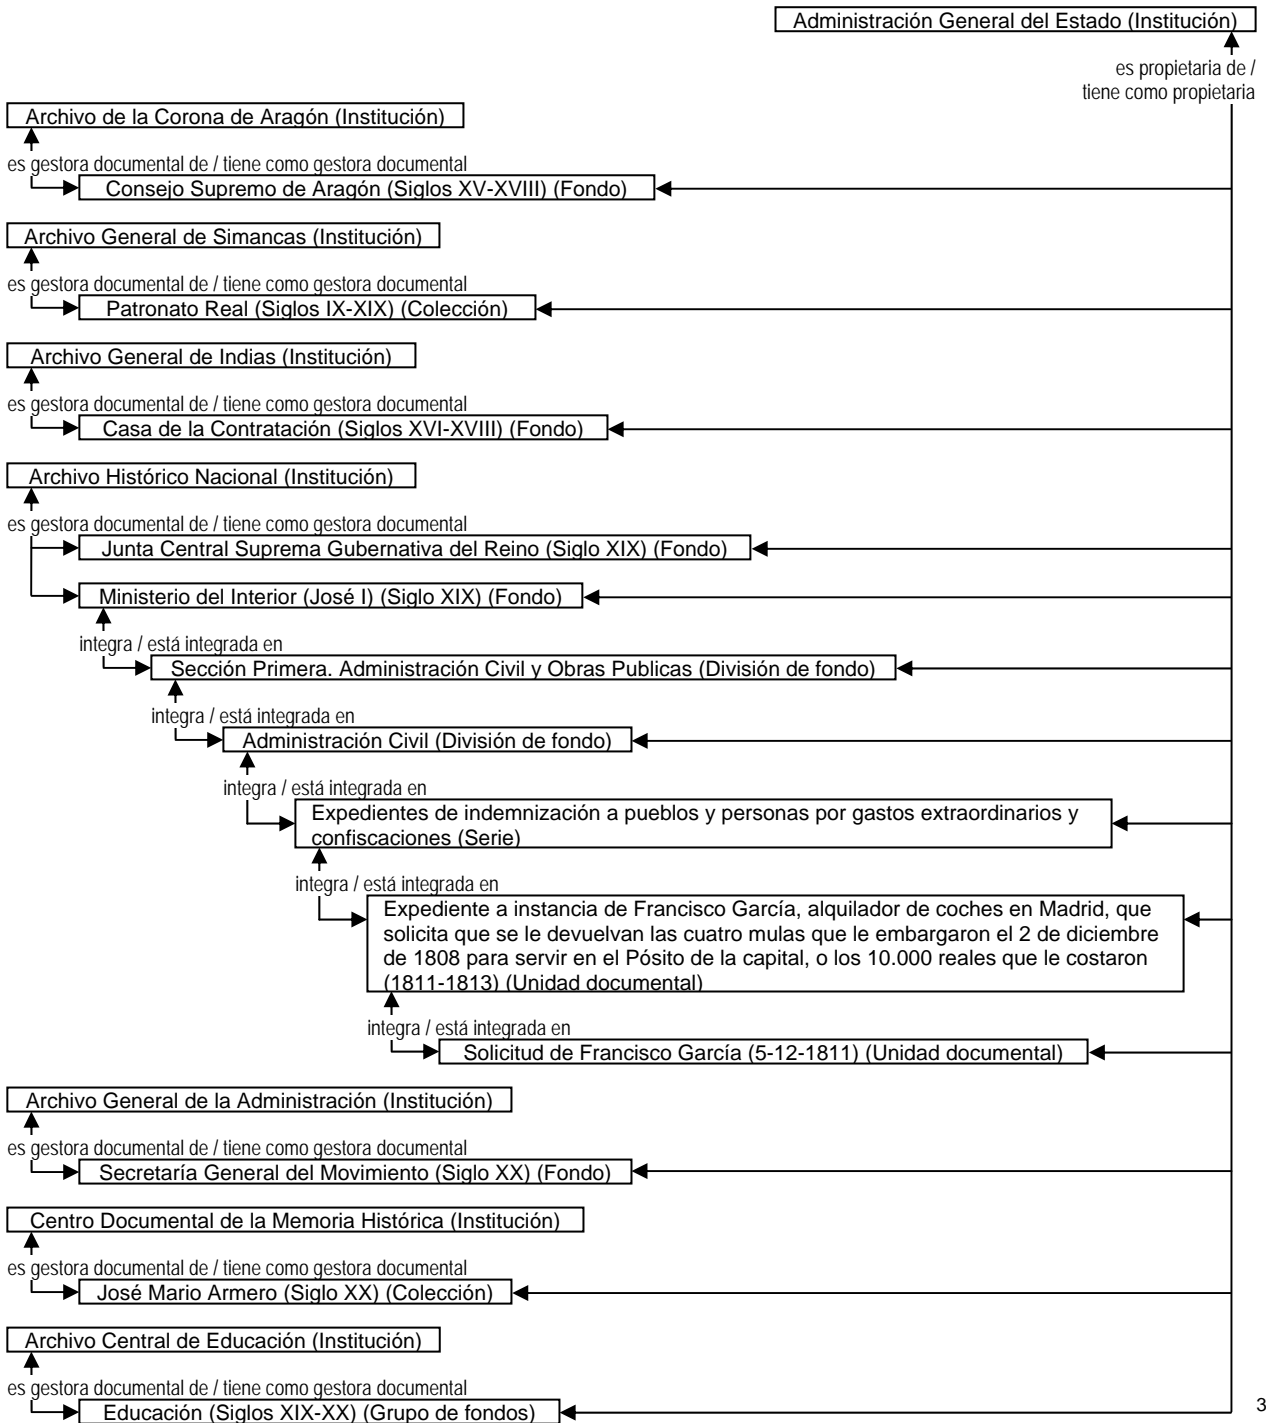 Administración General del Estado (Institución)
es propietaria de /
tiene como propietaria
Archivo de la Corona de Aragón (Institución)
es gestora documental de / tiene como gestora documental
Consejo Supremo de Aragón (Siglos XV-XVIII) (Fondo)
Archivo General de Simancas (Institución)
es gestora documental de / tiene como gestora documental
Patronato Real (Siglos IX-XIX) (Colección)
Archivo General de Indias (Institución)
es gestora documental de / tiene como gestora documental
Casa de la Contratación (Siglos XVI-XVIII) (Fondo)
Archivo Histórico Nacional (Institución)
es gestora documental de / tiene como gestora documental
Junta Central Suprema Gubernativa del Reino (Siglo XIX) (Fondo)
Ministerio del Interior (José I) (Siglo XIX) (Fondo)
integra / está integrada en
Sección Primera. Administración Civil y Obras Publicas (División de fondo)
integra / está integrada en
Administración Civil (División de fondo)
integra / está integrada en
Expedientes de indemnización a pueblos y personas por gastos extraordinarios y
confiscaciones (Serie)
integra / está integrada en
Expediente a instancia de Francisco García, alquilador de coches en Madrid, que
solicita que se le devuelvan las cuatro mulas que le embargaron el 2 de diciembre
de 1808 para servir en el Pósito de la capital, o los 10.000 reales que le costaron
(1811-1813) (Unidad documental)
integra / está integrada en
Solicitud de Francisco García (5-12-1811) (Unidad documental)
Archivo General de la Administración (Institución)
es gestora documental de / tiene como gestora documental
Secretaría General del Movimiento (Siglo XX) (Fondo)
Centro Documental de la Memoria Histórica (Institución)
es gestora documental de / tiene como gestora documental
José Mario Armero (Siglo XX) (Colección)
Archivo Central de Educación (Institución)
es gestora documental de / tiene como gestora documental
Educación (Siglos XIX-XX) (Grupo de fondos)
3